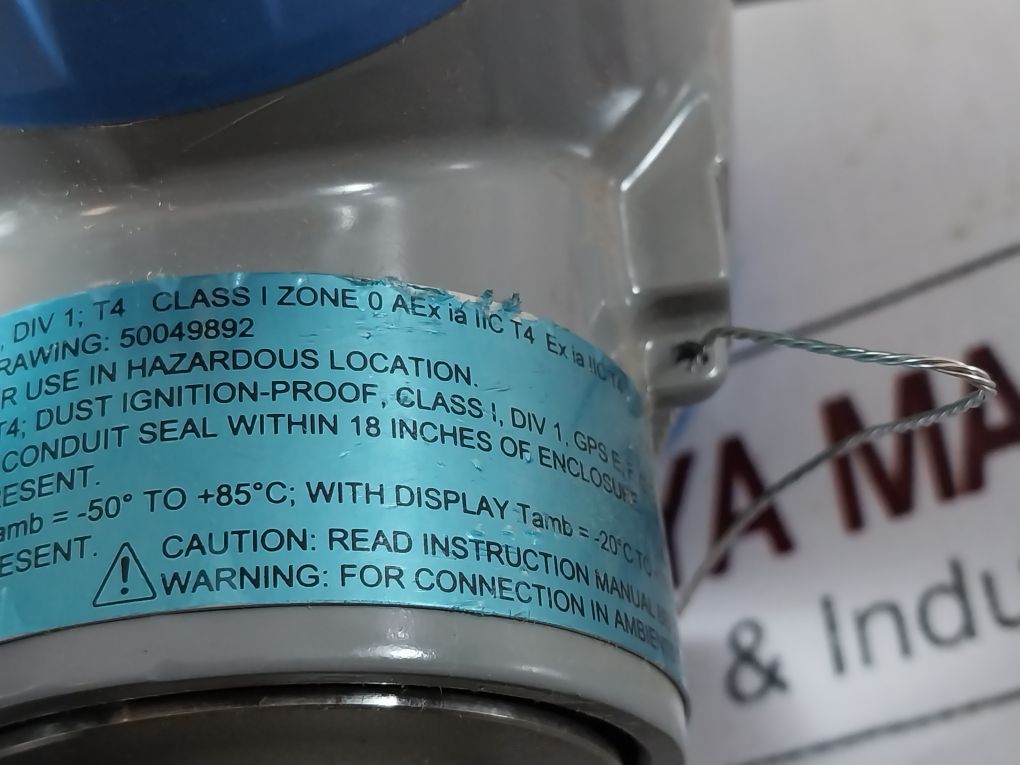 , DIV 1; T4 CLASS I ZONE 0 AEx ia IIC T4 Ex ia IIC T4
RAWING: 50049892
R USE IN HAZARDOUS LOCATION.
T4; DUST IGNITION-PROOF, CLASS I, DIV 1, GPS E, F,
CONDUIT SEAL WITHIN 18 INCHES OF ENCLOSURE
RESENT.
amb = -50° TO +85°C; WITH DISPLAY Tamb = -20°C TO
ESENT.
CAUTION: READ INSTRUCTION MANUAL
WARNING: FOR CONNECTION IN AMBIENT
YA MA
& Indu